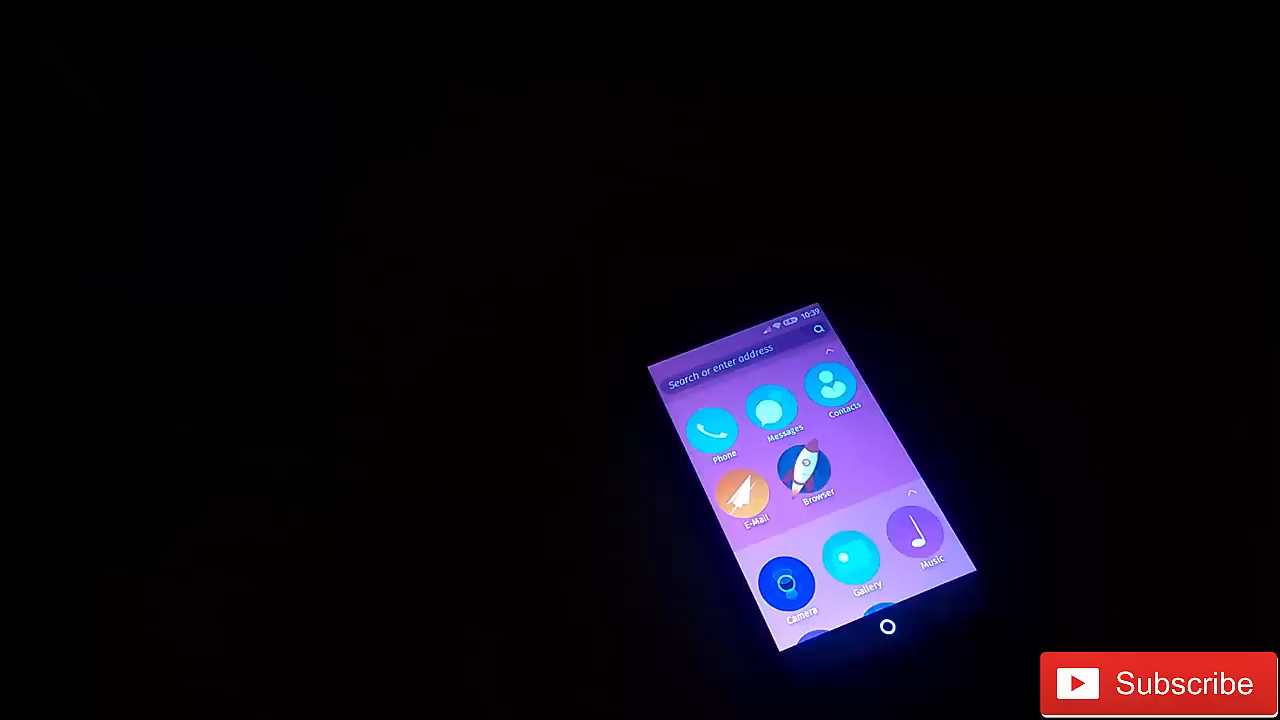 10:39
Search or enter address
Phone
Messages
Contacts
E-Mail
Browser
Camera
Gallery
Music
Subscribe